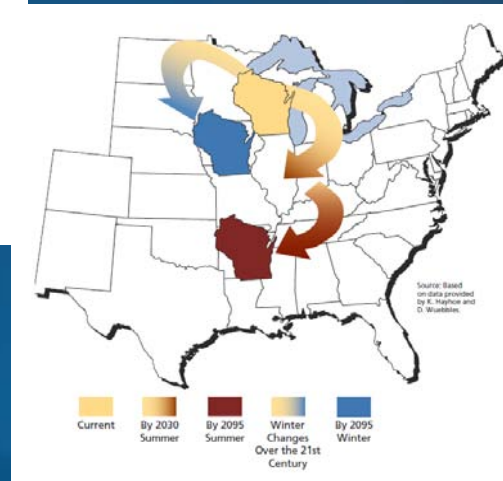 Source: Based
on data provided
by K. Hayhoe and
D. Wuebbles
Current
By 2030
Summer
By 2095
Summer
Winter
Changes
Over the 21st
Century
By 2095
Winter